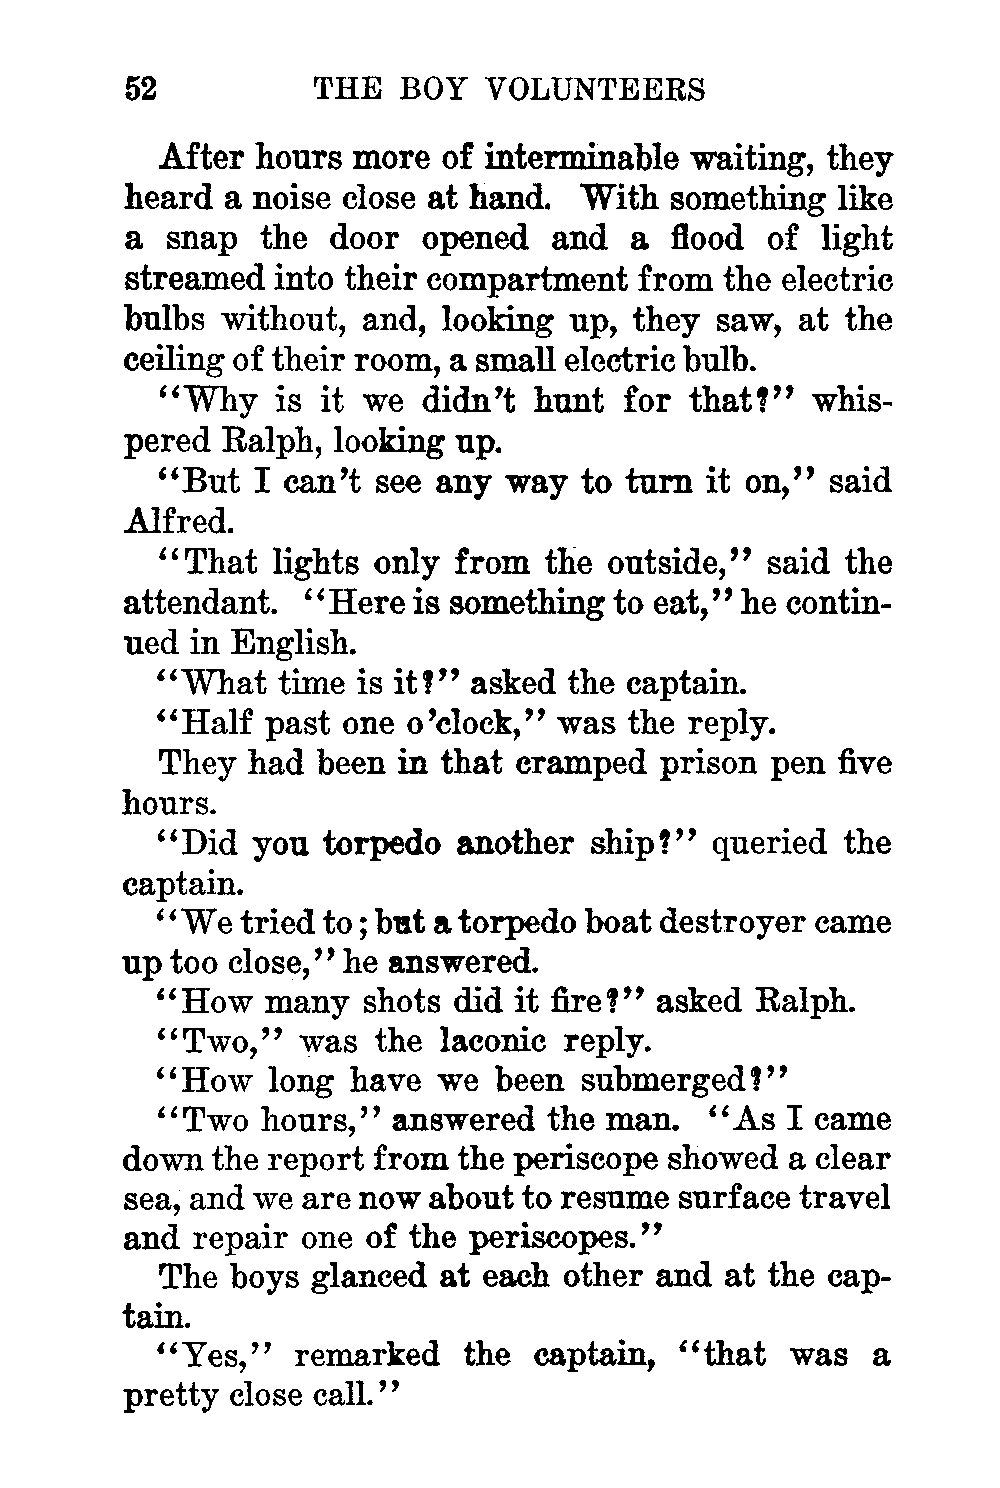 52 THE BOY VOLUNTEERS
After hours more of interminable waiting, they
heard a noise close at hand. With something like
a snap the door opened and a flood of light
streamed into their compartment from the electric
bulbs without, and, looking up, they saw, at the
ceiling of their room, a small electric bulb.
“Why is it we didn’t hunt for that?” whis-
pered Ralph, looking up.
“But I can’t see any way to turn it on,” said
Alfred.
“That lights only from the outside,” said the
attendant. “Here is something to eat,” he contin-
ued in English.
“What time is it?” asked the captain.
“Half past one o’clock,” was the reply.
They had been in that cramped prison pen five
hours.
“Did you torpedo another ship?” queried the
captain.
“We tried to; but a torpedo boat destroyer came
up too close,” he answered.
“How many shots did it fire?” asked Ralph.
“Two,” was the laconic reply.
“How long have we been submerged?”
“Two hours,” answered the man. “As I came
down the report from the periscope showed a clear
sea, and we are now about to resume surface travel
and repair one of the periscopes.”
The boys glanced at each other and at the cap-
tain.
“Yes,” remarked the captain, “that was a
pretty close call.”